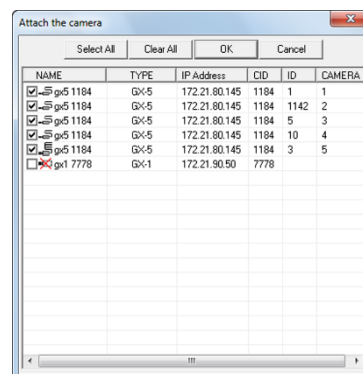 Attach the camera
Select All Clear All OK Cancel
NAME TYPE IP Address CID ID CAMERA
gx5 1184 GX-5 172.21.80.145 1184 1 1
gx5 1184 GX-5 172.21.80.145 1184 1142 2
gx5 1184 GX-5 172.21.80.145 1184 5 3
gx5 1184 GX-5 172.21.80.145 1184 10 4
gx5 1184 GX-5 172.21.80.145 1184 3 5
gx1 7778 GX-1 172.21.90.50 7778